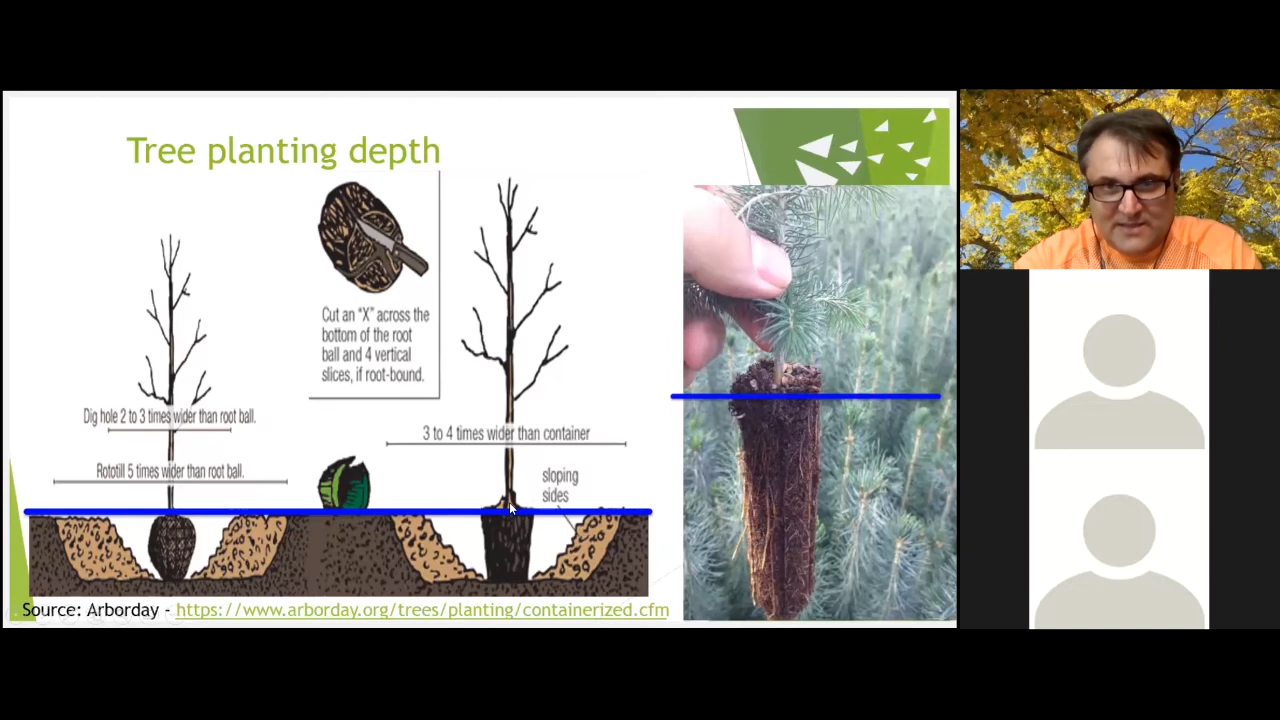 Tree planting depth
Cut an "X" across the
bottom of the root
ball and 4 vertical
slices, if root-bound.
Dig hole 2 to 3 times wider than root ball.
3 to 4 times wider than container
Rototill 5 times wider than root ball.
sloping
sides
Source: Arborday - https://www.arborday.org/trees/planting/containerized.cfm